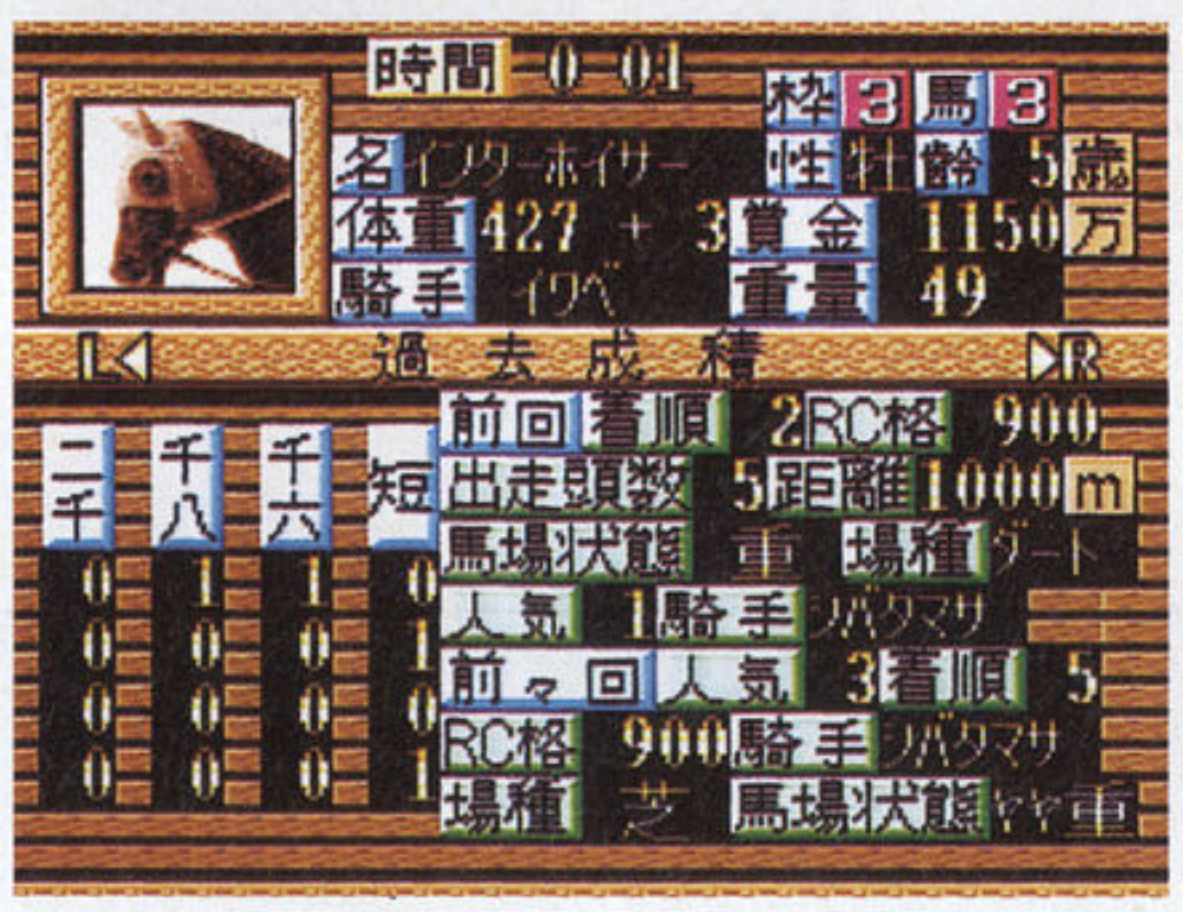 時間 0 01
枠 3 馬 3
名 インターホイサー 性 牡 齢 5歳
体重 427 + 3 賞金 1150万
騎手 イワベ 重量 49
L◁ 過去成積 ▷R
二千 千八 千六 短
0 1 1 0
0 0 0 1
0 0 0 0
0 0 0 1
前回 着順 2 RC格 900
出走頭数 5 距離 1000m
馬場状態 重 場種 ダート
人気 1 騎手 シバタマサ
前々回 人気 3 着順 5
RC格 900 騎手 シバタマサ
場種 芝 馬場状態 ヤヤ重